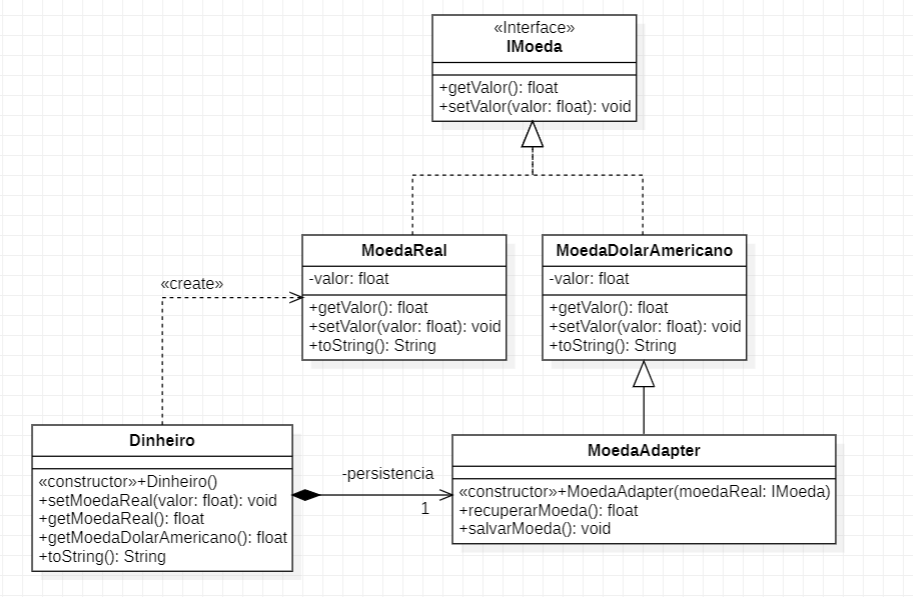 «Interface»
IMoeda
+getValor(): float
+setValor(valor: float): void
MoedaReal
-valor: float
+getValor(): float
+setValor(valor: float): void
+toString(): String
MoedaDolarAmericano
-valor: float
+getValor(): float
+setValor(valor: float): void
+toString(): String
«create»
Dinheiro
«constructor»+Dinheiro()
+setMoedaReal(valor: float): void
+getMoedaReal(): float
+getMoedaDolarAmericano(): float
+toString(): String
-persistencia
1
MoedaAdapter
«constructor»+MoedaAdapter(moedaReal: IMoeda)
+recuperarMoeda(): float
+salvarMoeda(): void